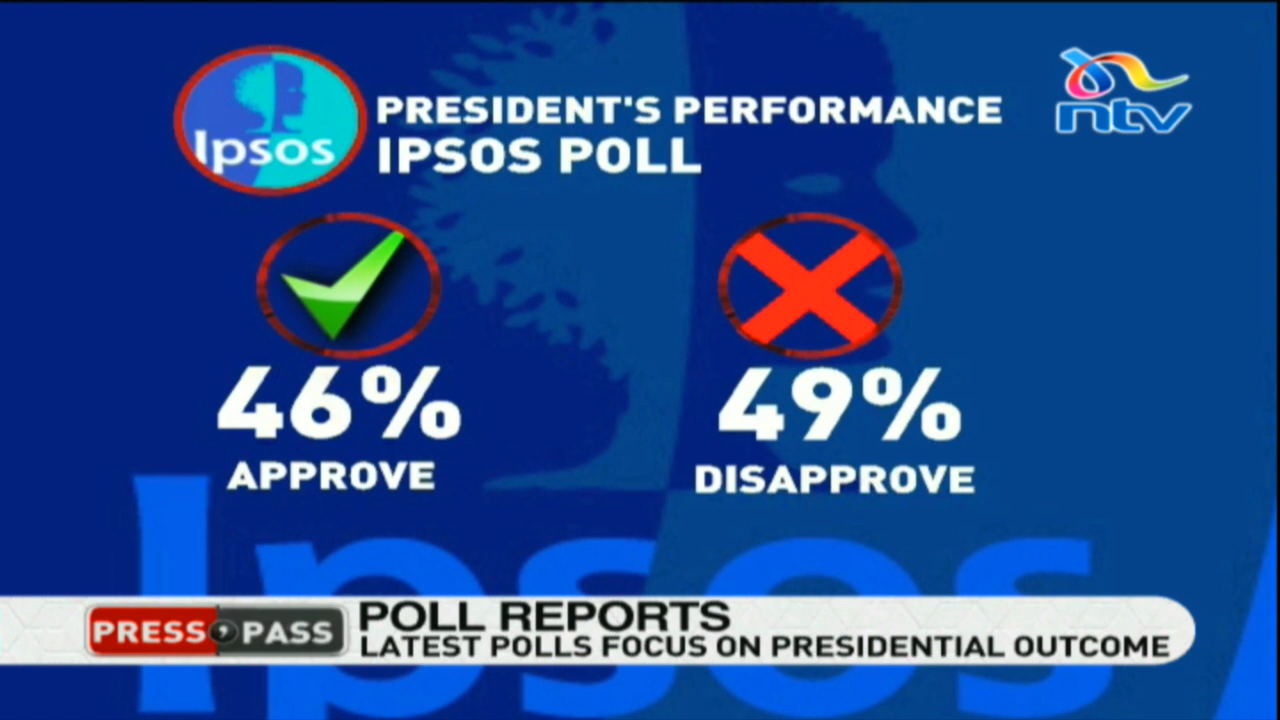 Ipsos
PRESIDENT'S PERFORMANCE
IPSOS POLL
ntv
46%
49%
APPROVE
DISAPPROVE
Ipsos
PRESS PASS
POLL REPORTS
LATEST POLLS FOCUS ON PRESIDENTIAL OUTCOME